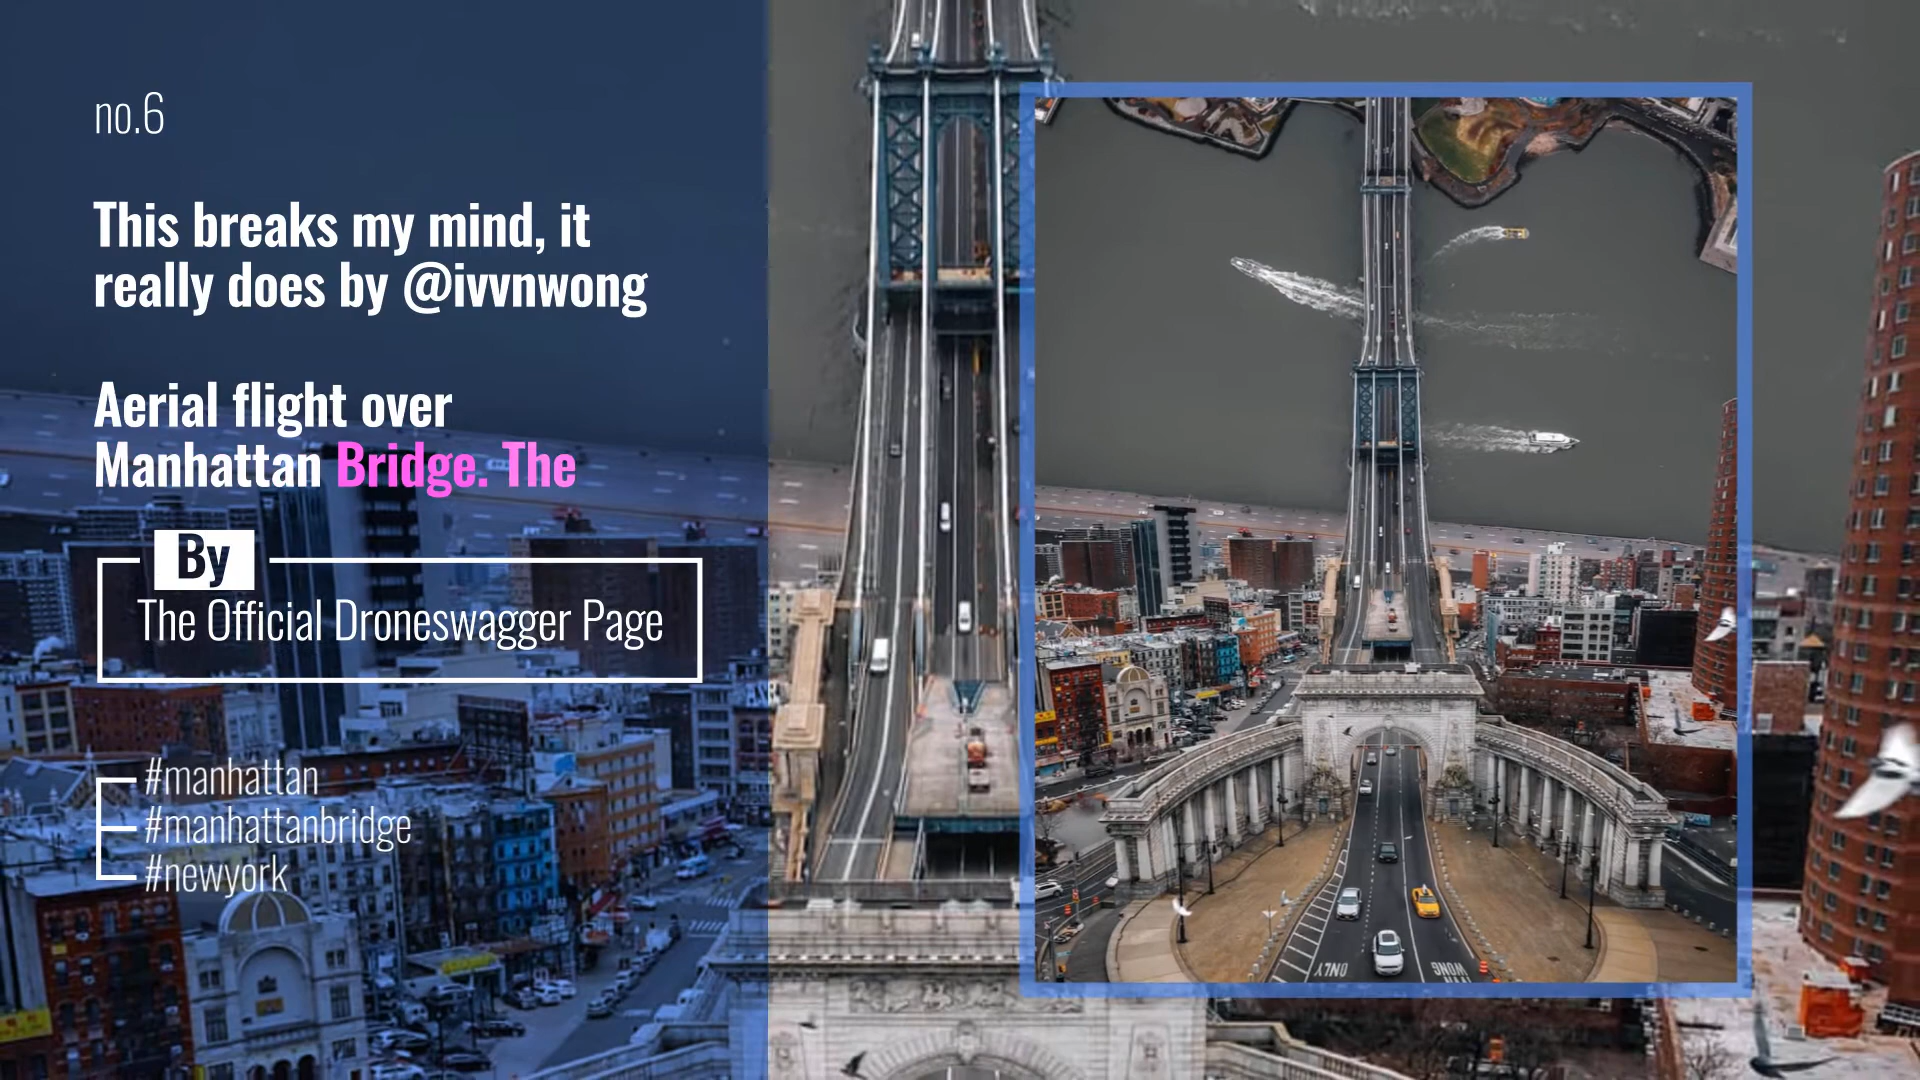 no.6
This breaks my mind, it
really does by @ivvnwong
Aerial flight over
Manhattan Bridge. The
By
The Official Droneswagger Page
#manhattan
#manhattanbridge
#newyork
ONLY